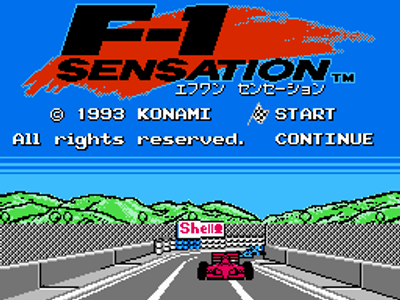 F-1
SENSATION™
エフワン センセーション
© 1993 KONAMI START
All rights reserved. CONTINUE
Shell